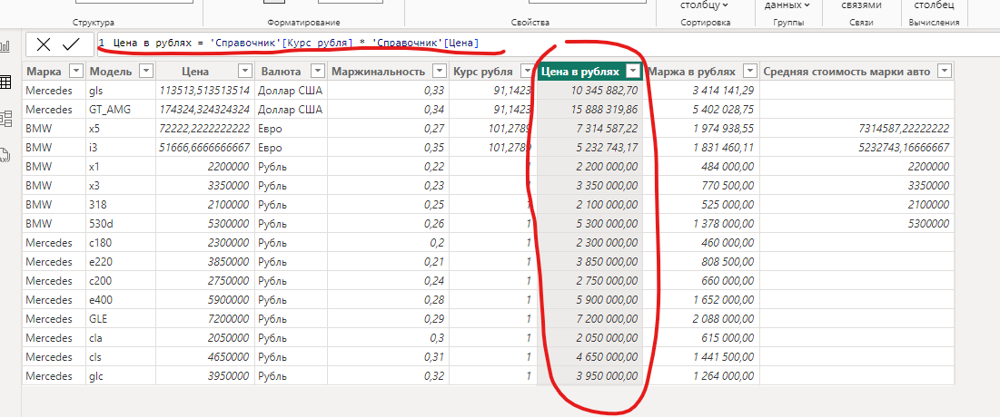 столбцу данных связями столбец
Структура Форматирование Свойства Сортировка Группы Связи Вычисления
1 Цена в рублях = 'Справочник'[Курс рубля] * 'Справочник'[Цена]
Марка Модель Цена Валюта Маржинальность Курс рубля Цена в рублях Маржа в рублях Средняя стоимость марки авто
Mercedes gls 113513,513513514 Доллар США 0,33 91,1423 10 345 882,70 3 414 141,29
Mercedes GT_AMG 174324,324324324 Доллар США 0,34 91,1423 15 888 319,86 5 402 028,75
BMW x5 72222,2222222222 Евро 0,27 101,2789 7 314 587,22 1 974 938,55 7314587,22222222
BMW i3 51666,6666666667 Евро 0,35 101,2789 5 232 743,17 1 831 460,11 5232743,16666667
BMW x1 2200000 Рубль 0,22 2 200 000,00 484 000,00 2200000
BMW x3 3350000 Рубль 0,23 3 350 000,00 770 500,00 3350000
BMW 318 2100000 Рубль 0,25 1 2 100 000,00 525 000,00 2100000
BMW 530d 5300000 Рубль 0,26 1 5 300 000,00 1 378 000,00 5300000
Mercedes c180 2300000 Рубль 0,2 1 2 300 000,00 460 000,00
Mercedes e220 3850000 Рубль 0,21 1 3 850 000,00 808 500,00
Mercedes c200 2750000 Рубль 0,24 1 2 750 000,00 660 000,00
Mercedes e400 5900000 Рубль 0,28 1 5 900 000,00 1 652 000,00
Mercedes GLE 7200000 Рубль 0,29 1 7 200 000,00 2 088 000,00
Mercedes cla 2050000 Рубль 0,3 1 2 050 000,00 615 000,00
Mercedes cls 4650000 Рубль 0,31 1 4 650 000,00 1 441 500,00
Mercedes glc 3950000 Рубль 0,32 1 3 950 000,00 1 264 000,00